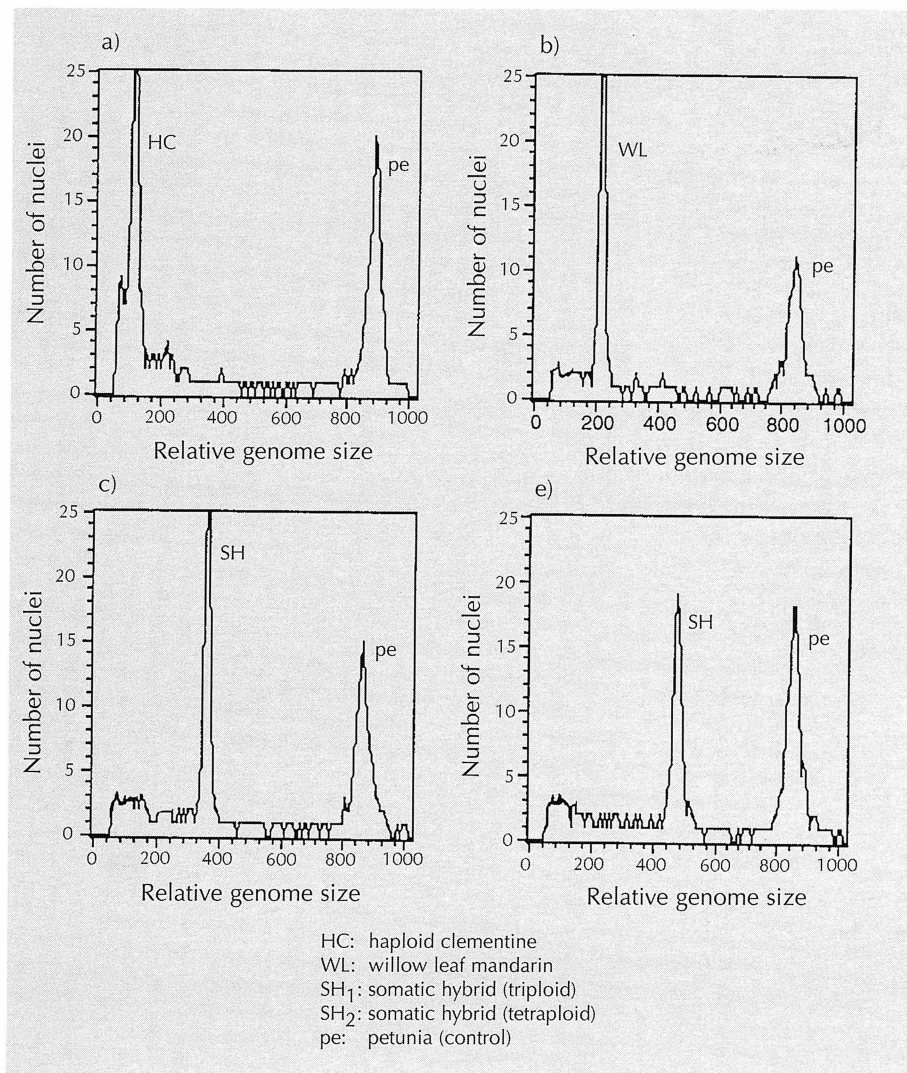 a)
25
20
15
10
5
0
Number of nuclei
HC
pe
0 200 400 600 800 1000
Relative genome size
b)
25
20
15
10
5
0
Number of nuclei
WL
pe
0 200 400 600 800 1000
Relative genome size
c)
25
20
15
10
5
0
Number of nuclei
SH
pe
0 200 400 600 800 1000
Relative genome size
e)
25
20
15
10
5
0
Number of nuclei
SH
pe
0 200 400 600 800 1000
Relative genome size
HC: haploid clementine
WL: willow leaf mandarin
SH1: somatic hybrid (triploid)
SH2: somatic hybrid (tetraploid)
pe: petunia (control)